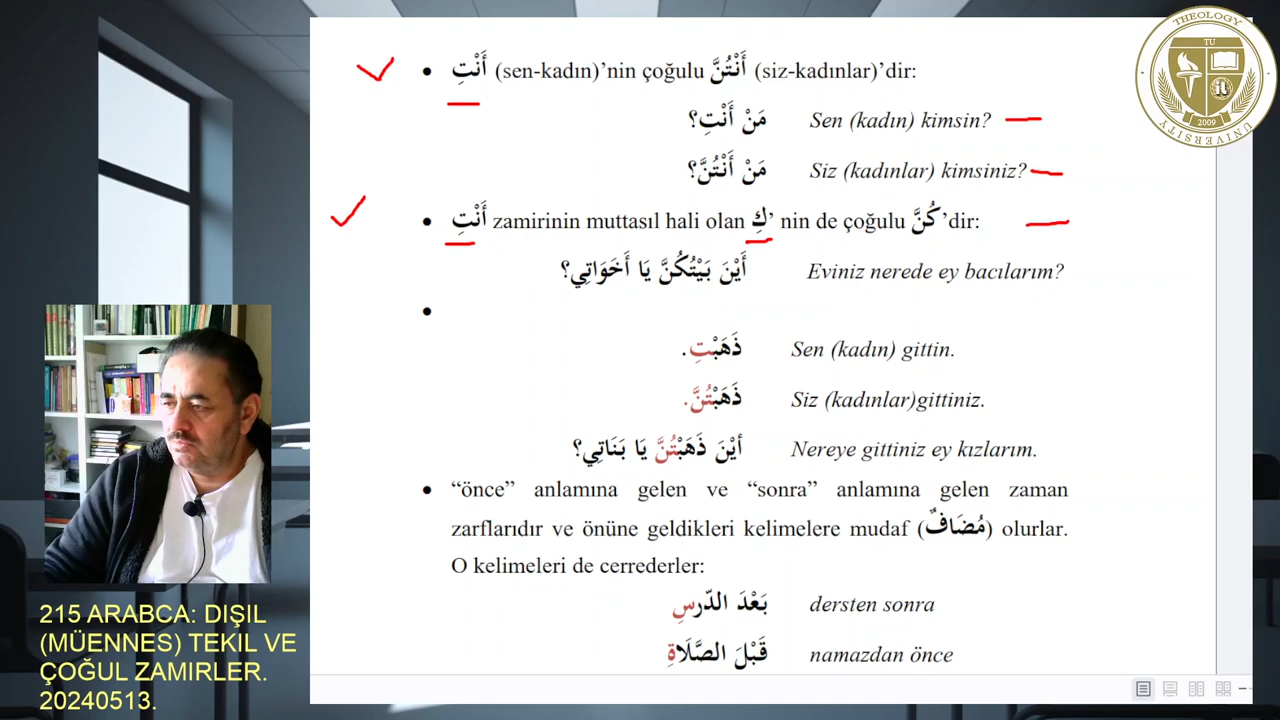 THEOLOGY
TU
2009
UNIVERSITY
• أَنْتِ (sen-kadın)’nin çoğulu أَنْتُنَّ (siz-kadınlar)’dir:
مَنْ أَنْتِ؟ Sen (kadın) kimsin?
مَنْ أَنْتُنَّ؟ Siz (kadınlar) kimsiniz?
• أَنْتِ zamirinin muttasıl hali olan كِ’ nin de çoğulu كُنَّ’dir:
أَيْنَ بَيْتُكُنَّ يَا أَخَوَاتِي؟ Eviniz nerede ey bacılarım?
•
ذَهَبْتِ. Sen (kadın) gittin.
ذَهَبْتُنَّ. Siz (kadınlar)gittiniz.
أيْنَ ذَهَبْتُنَّ يَا بَنَاتِي؟ Nereye gittiniz ey kızlarım.
• “önce” anlamına gelen ve “sonra” anlamına gelen zaman
zarflarıdır ve önüne geldikleri kelimelere mudaf (مُضَافٌ) olurlar.
O kelimeleri de cerrederler:
بَعْدَ الدّرسِ dersten sonra
قَبْلَ الصَّلَاةِ namazdan önce
215 ARABCA: DIŞIL
(MÜENNES) TEKIL VE
ÇOĞUL ZAMIRLER.
20240513.